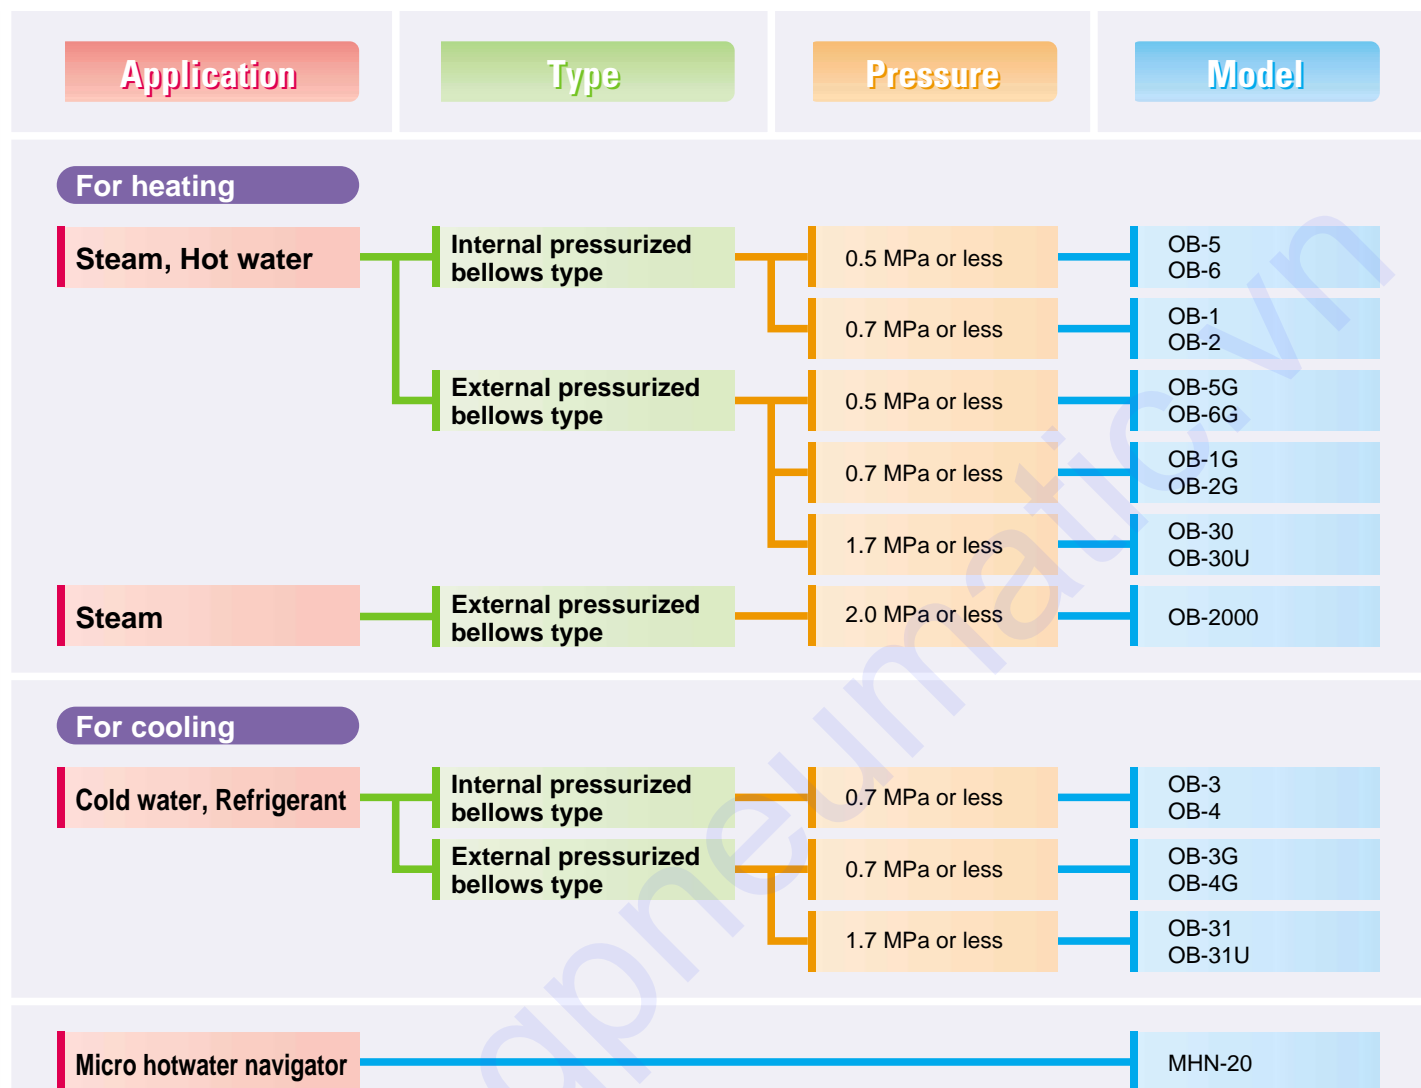 Application
Type
Pressure
Model
For heating
Steam, Hot water
Internal pressurized
bellows type
0.5 MPa or less
OB-5
OB-6
0.7 MPa or less
OB-1
OB-2
External pressurized
bellows type
0.5 MPa or less
OB-5G
OB-6G
0.7 MPa or less
OB-1G
OB-2G
1.7 MPa or less
OB-30
OB-30U
Steam
External pressurized
bellows type
2.0 MPa or less
OB-2000
For cooling
Cold water, Refrigerant
Internal pressurized
bellows type
0.7 MPa or less
OB-3
OB-4
External pressurized
bellows type
0.7 MPa or less
OB-3G
OB-4G
1.7 MPa or less
OB-31
OB-31U
Micro hotwater navigator
MHN-20